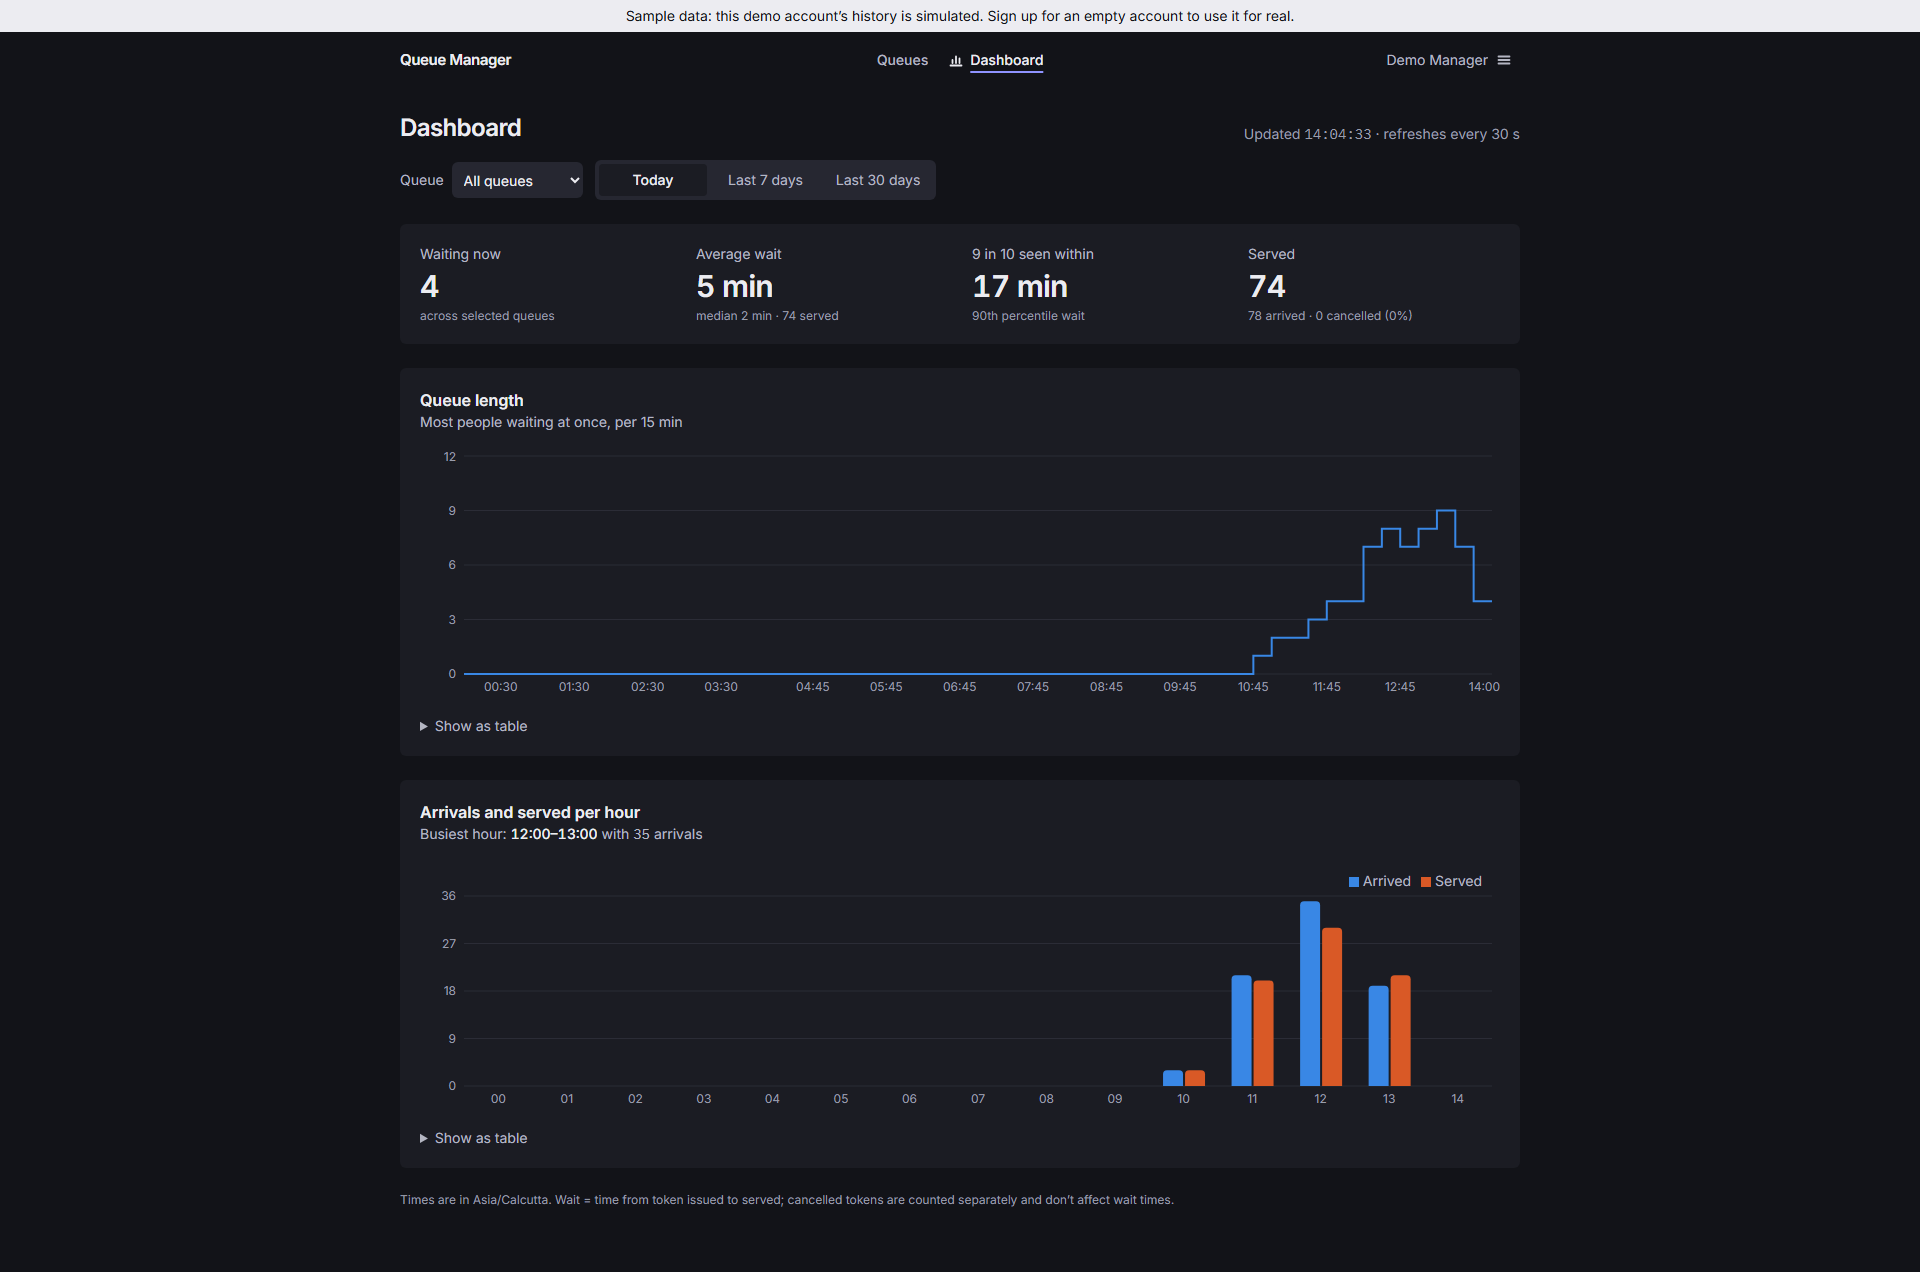 Sample data: this demo account’s history is simulated. Sign up for an empty account to use it for real.
Queue Manager
Queues
Dashboard
Demo Manager
Dashboard
Updated 14:04:33 · refreshes every 30 s
Queue
All queues
Today
Last 7 days
Last 30 days
Waiting now
4
across selected queues
Average wait
5 min
median 2 min · 74 served
9 in 10 seen within
17 min
90th percentile wait
Served
74
78 arrived · 0 cancelled (0%)
Queue length
Most people waiting at once, per 15 min
12
9
6
3
0
00:30 01:30 02:30 03:30 04:45 05:45 06:45 07:45 08:45 09:45 10:45 11:45 12:45 14:00
Show as table
Arrivals and served per hour
Busiest hour: 12:00–13:00 with 35 arrivals
Arrived Served
36
27
18
9
0
00 01 02 03 04 05 06 07 08 09 10 11 12 13 14
Show as table
Times are in Asia/Calcutta. Wait = time from token issued to served; cancelled tokens are counted separately and don’t affect wait times.